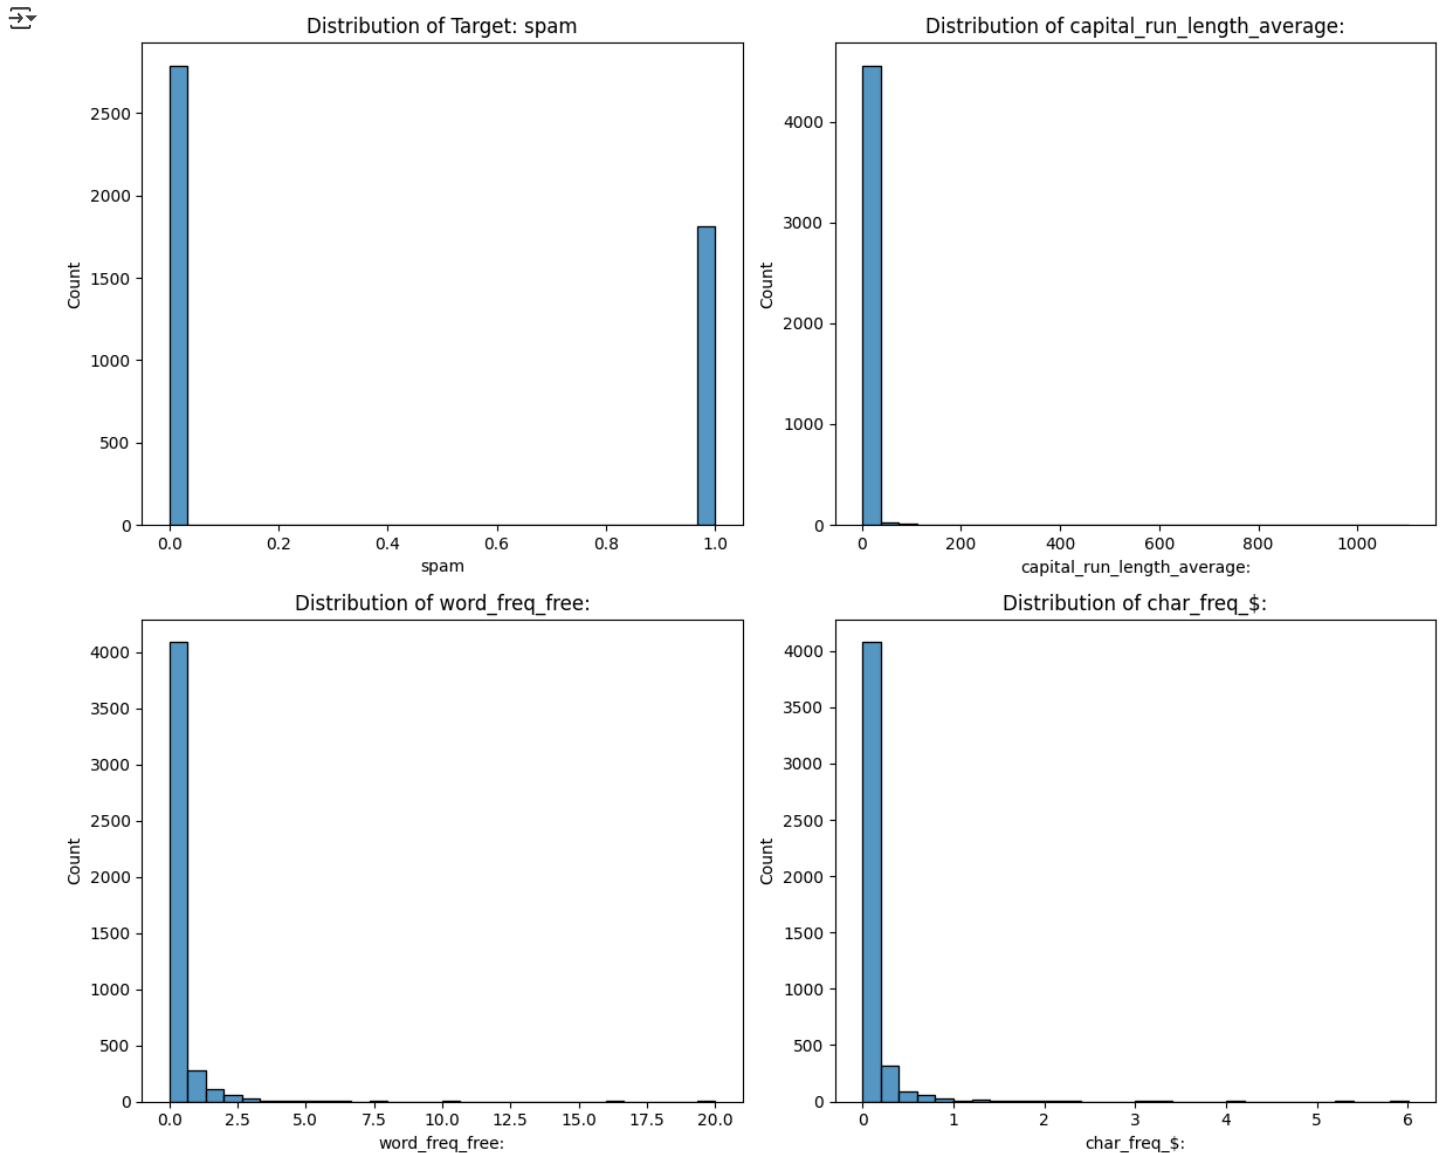 Distribution of Target: spam
2500
2000
1500
1000
500
0
Count
0.0 0.2 0.4 0.6 0.8 1.0
spam
Distribution of capital_run_length_average:
4000
3000
2000
1000
0
Count
0 200 400 600 800 1000
capital_run_length_average:
Distribution of word_freq_free:
4000
3500
3000
2500
2000
1500
1000
500
0
Count
0.0 2.5 5.0 7.5 10.0 12.5 15.0 17.5 20.0
word_freq_free:
Distribution of char_freq_$:
4000
3500
3000
2500
2000
1500
1000
500
0
Count
0 1 2 3 4 5 6
char_freq_$: